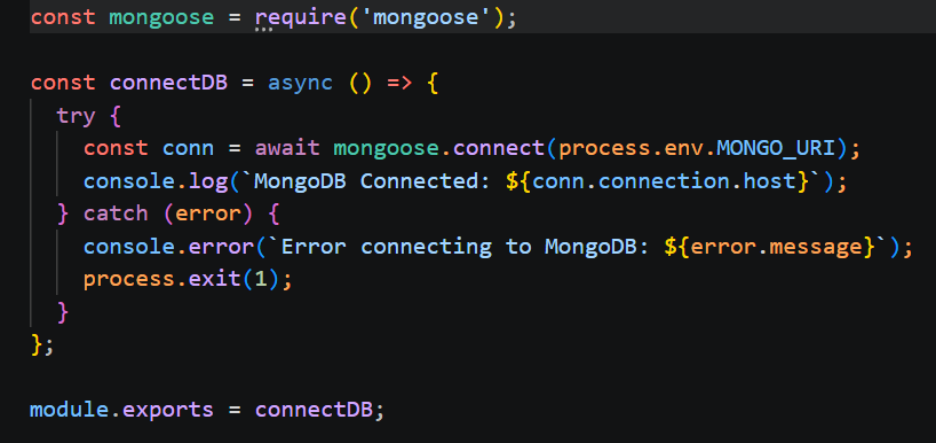 const mongoose = require('mongoose');
const connectDB = async () => {
try {
const conn = await mongoose.connect(process.env.MONGO_URI);
console.log(`MongoDB Connected: ${conn.connection.host}`);
} catch (error) {
console.error(`Error connecting to MongoDB: ${error.message}`);
process.exit(1);
}
};
module.exports = connectDB;